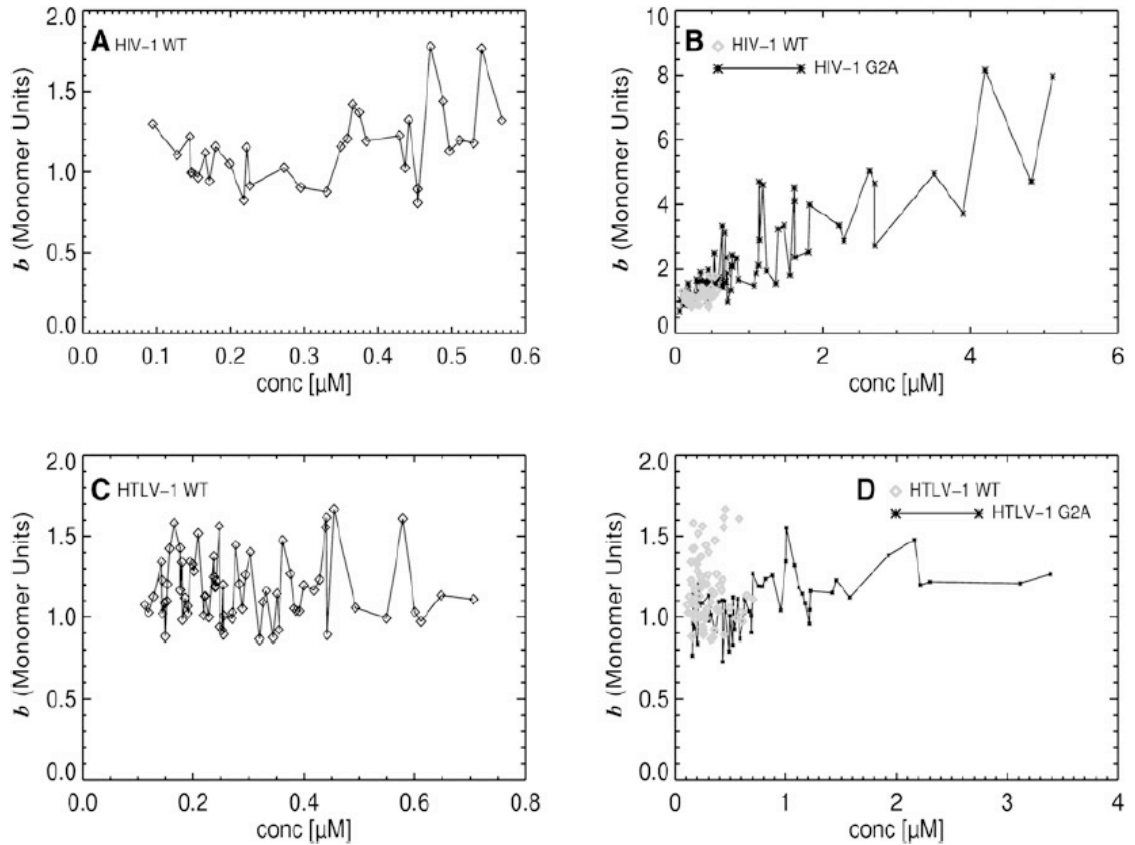 A HIV-1 WT
2.0
1.5
1.0
0.5
0.0
b (Monomer Units)
0.0 0.1 0.2 0.3 0.4 0.5 0.6
conc [µM]
B HIV-1 WT
HIV-1 G2A
10
8
6
4
2
0
b (Monomer Units)
0 2 4 6
conc [µM]
C HTLV-1 WT
2.0
1.5
1.0
0.5
0.0
b (Monomer Units)
0.0 0.2 0.4 0.6 0.8
conc [µM]
D HTLV-1 WT
HTLV-1 G2A
2.0
1.5
1.0
0.5
0.0
b (Monomer Units)
0 1 2 3 4
conc [µM]